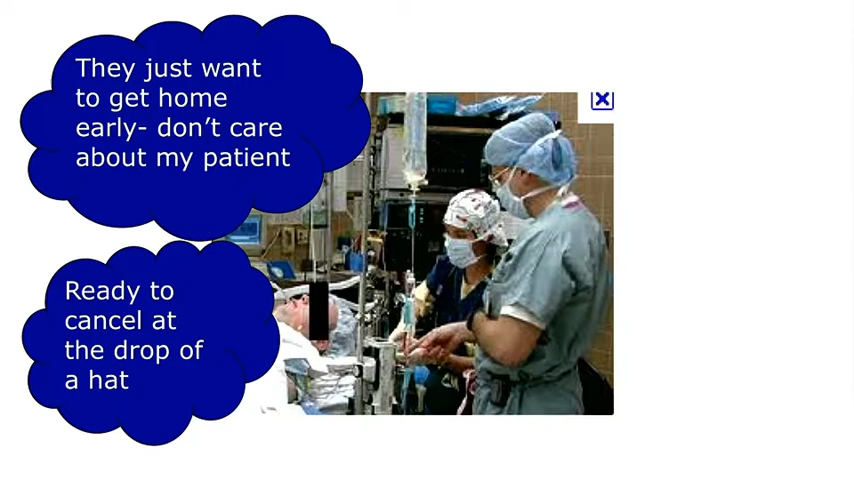 They just want
to get home
early- don't care
about my patient
Ready to
cancel at
the drop of
a hat